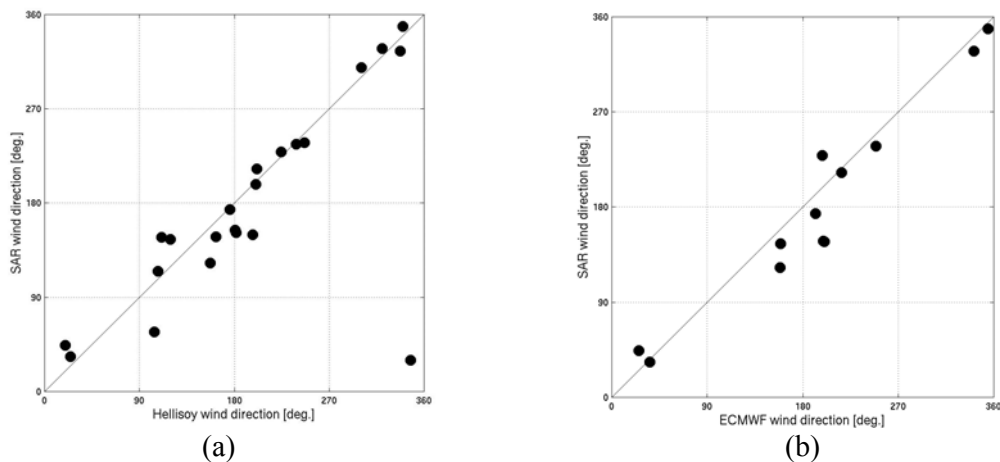 360
270
180
90
0
SAR wind direction [deg.]
0 90 180 270 360
Hellisoy wind direction [deg.]
(a)
360
270
180
90
0
SAR wind direction [deg.]
0 90 180 270 360
ECMWF wind direction [deg.]
(b)